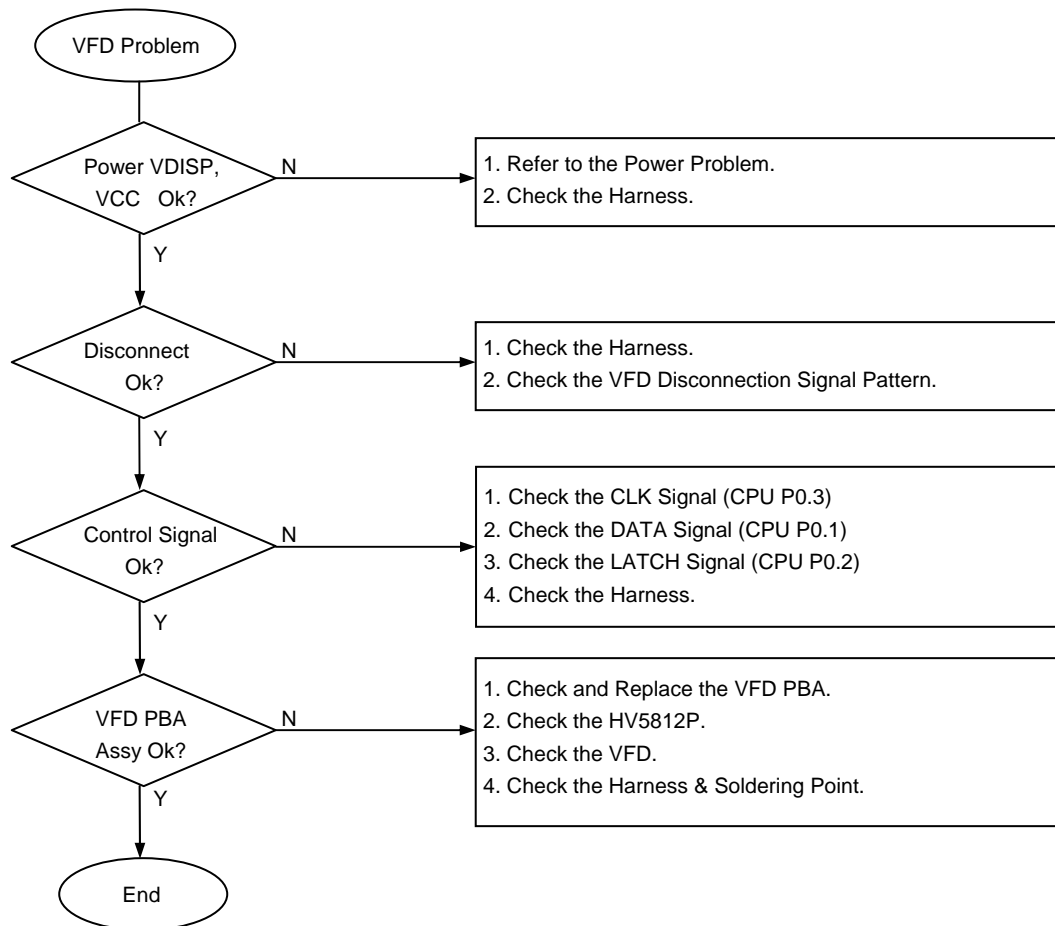 VFD Problem
Power VDISP,
VCC Ok?
N
1. Refer to the Power Problem.
2. Check the Harness.
Y
Disconnect
Ok?
N
1. Check the Harness.
2. Check the VFD Disconnection Signal Pattern.
Y
Control Signal
Ok?
N
1. Check the CLK Signal (CPU P0.3)
2. Check the DATA Signal (CPU P0.1)
3. Check the LATCH Signal (CPU P0.2)
4. Check the Harness.
Y
VFD PBA
Assy Ok?
N
1. Check and Replace the VFD PBA.
2. Check the HV5812P.
3. Check the VFD.
4. Check the Harness & Soldering Point.
Y
End